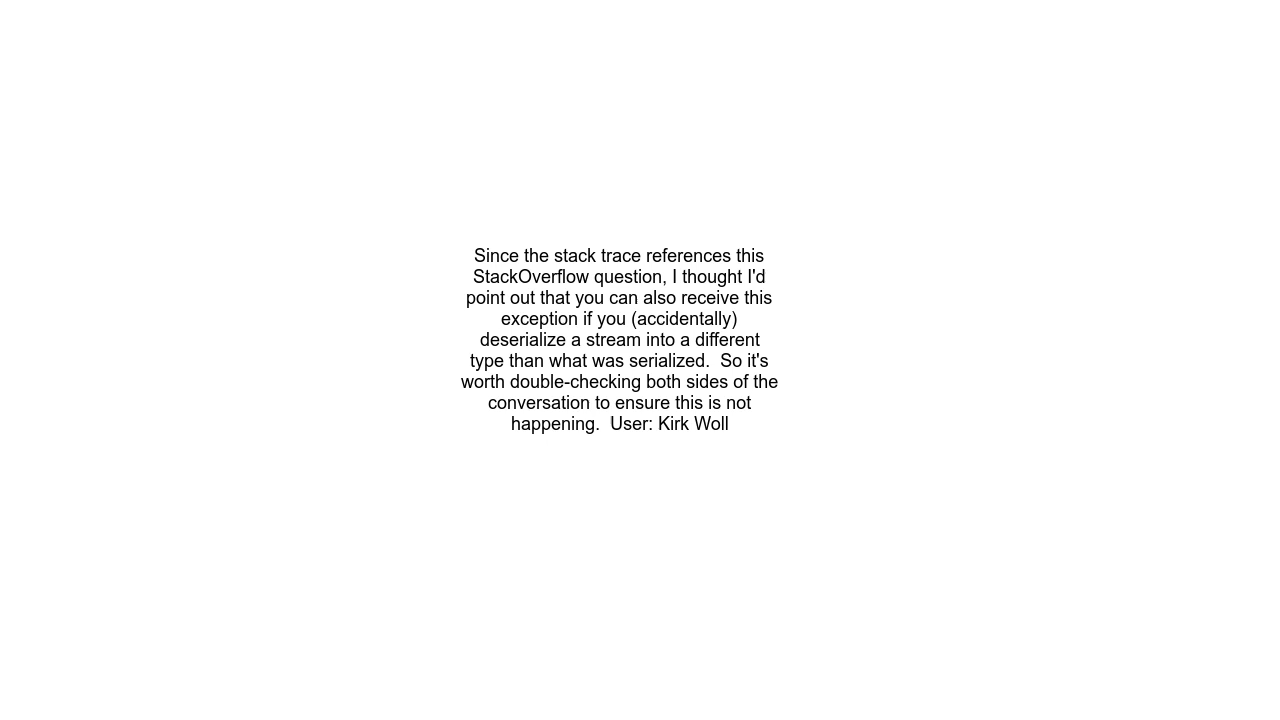 Since the stack trace references this
StackOverflow question, I thought I'd
point out that you can also receive this
exception if you (accidentally)
deserialize a stream into a different
type than what was serialized.  So it's
worth double-checking both sides of the
conversation to ensure this is not
happening.  User: Kirk Woll